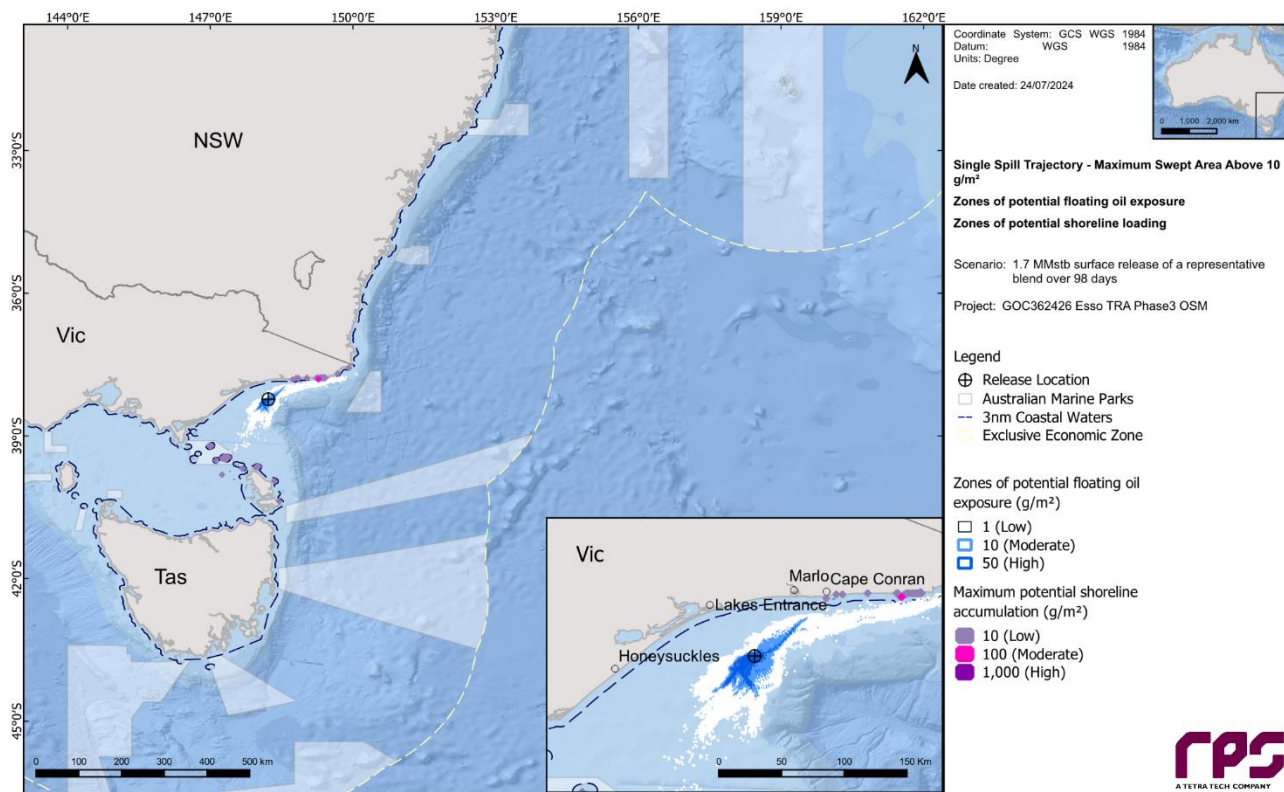 144°0'E 147°0'E 150°0'E 153°0'E 156°0'E 159°0'E 162°0'E
33°0'S
36°0'S
39°0'S
42°0'S
45°0'S
N
NSW
Vic
Tas
0 100 200 300 400 500 km
Vic
Marlo
Cape Conran
Lakes Entrance
Honeysuckles
0 50 100 150 Km
Coordinate System: GCS WGS 1984
Datum: WGS 1984
Units: Degree
Date created: 24/07/2024
0 1,000 2,000 km
Single Spill Trajectory - Maximum Swept Area Above 10
g/m²
Zones of potential floating oil exposure
Zones of potential shoreline loading
Scenario: 1.7 MMstb surface release of a representative
blend over 98 days
Project: GOC362426 Esso TRA Phase3 OSM
Legend
Release Location
Australian Marine Parks
3nm Coastal Waters
Exclusive Economic Zone
Zones of potential floating oil
exposure (g/m²)
1 (Low)
10 (Moderate)
50 (High)
Maximum potential shoreline
accumulation (g/m²)
10 (Low)
100 (Moderate)
1,000 (High)
rps
A TETRA TECH COMPANY